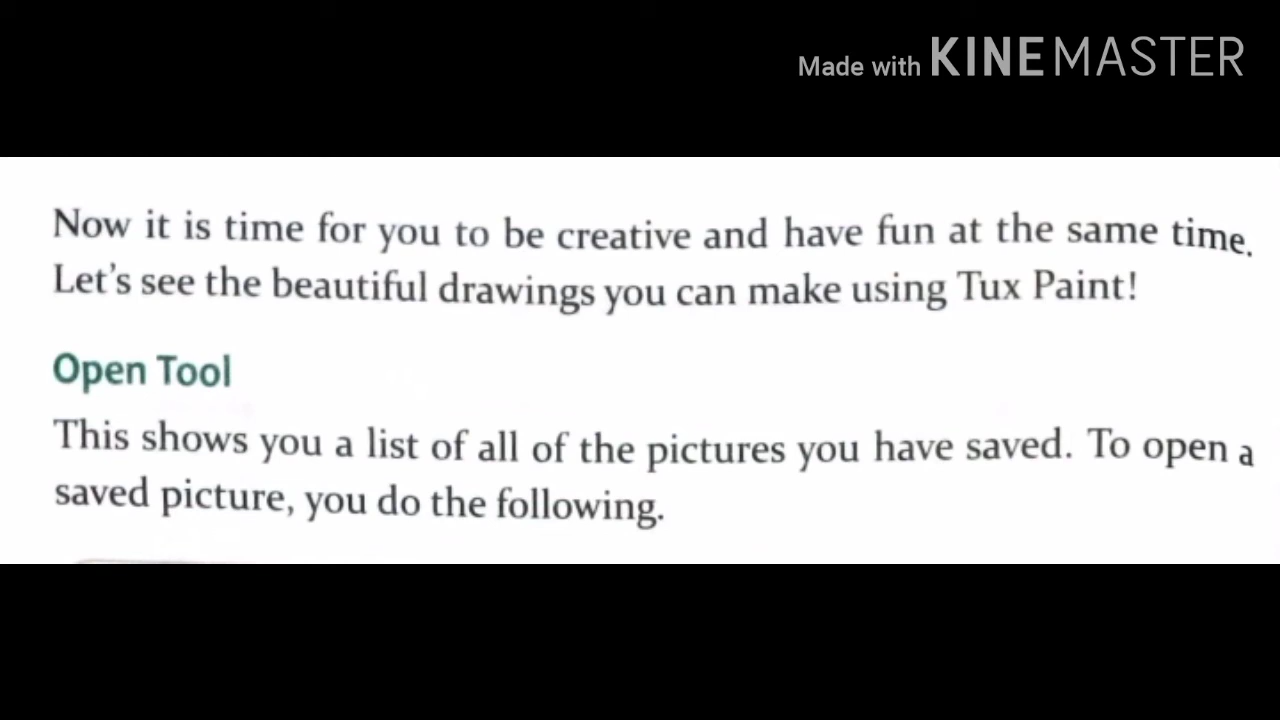 Made with KINEMASTER
Now it is time for you to be creative and have fun at the same time.
Let's see the beautiful drawings you can make using Tux Paint!
Open Tool
This shows you a list of all of the pictures you have saved. To open a
saved picture, you do the following.